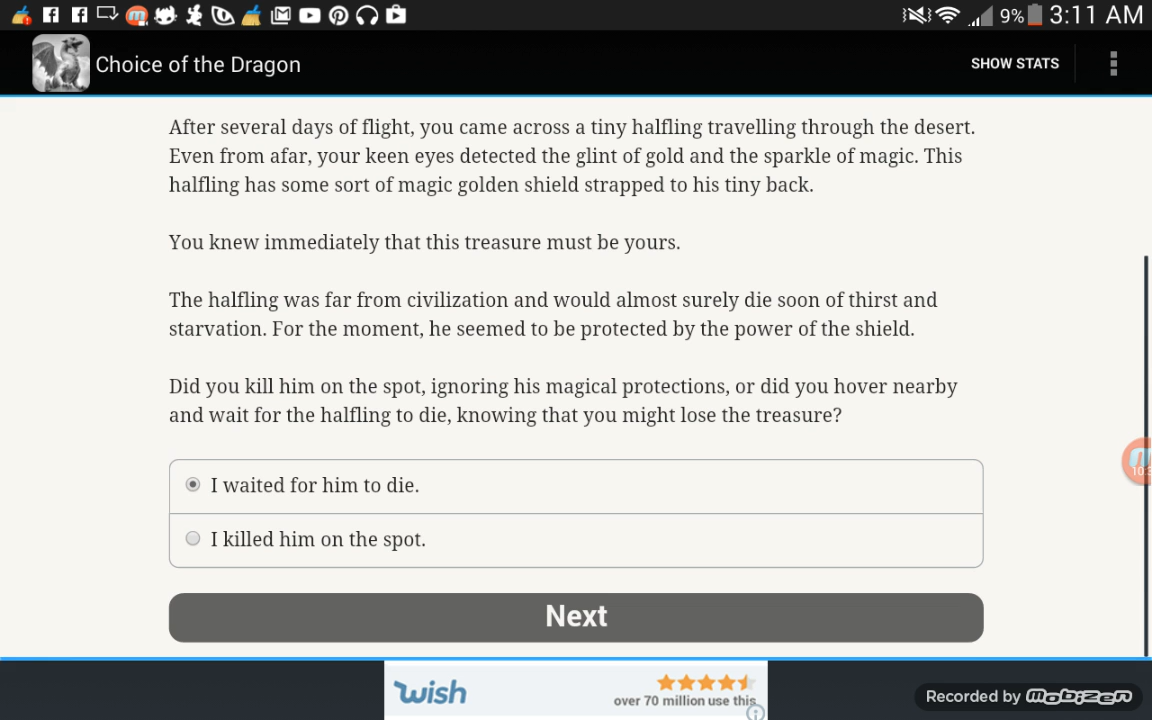 9% 3:11 AM
Choice of the Dragon
SHOW STATS
After several days of flight, you came across a tiny halfling travelling through the desert.
Even from afar, your keen eyes detected the glint of gold and the sparkle of magic. This
halfling has some sort of magic golden shield strapped to his tiny back.
You knew immediately that this treasure must be yours.
The halfling was far from civilization and would almost surely die soon of thirst and
starvation. For the moment, he seemed to be protected by the power of the shield.
Did you kill him on the spot, ignoring his magical protections, or did you hover nearby
and wait for the halfling to die, knowing that you might lose the treasure?
I waited for him to die.
I killed him on the spot.
Next
wish
over 70 million use this
Recorded by mobizen